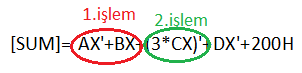 1.işlem 2.işlem
[SUM]= AX'+BX+(3*CX)'+DX'+200H